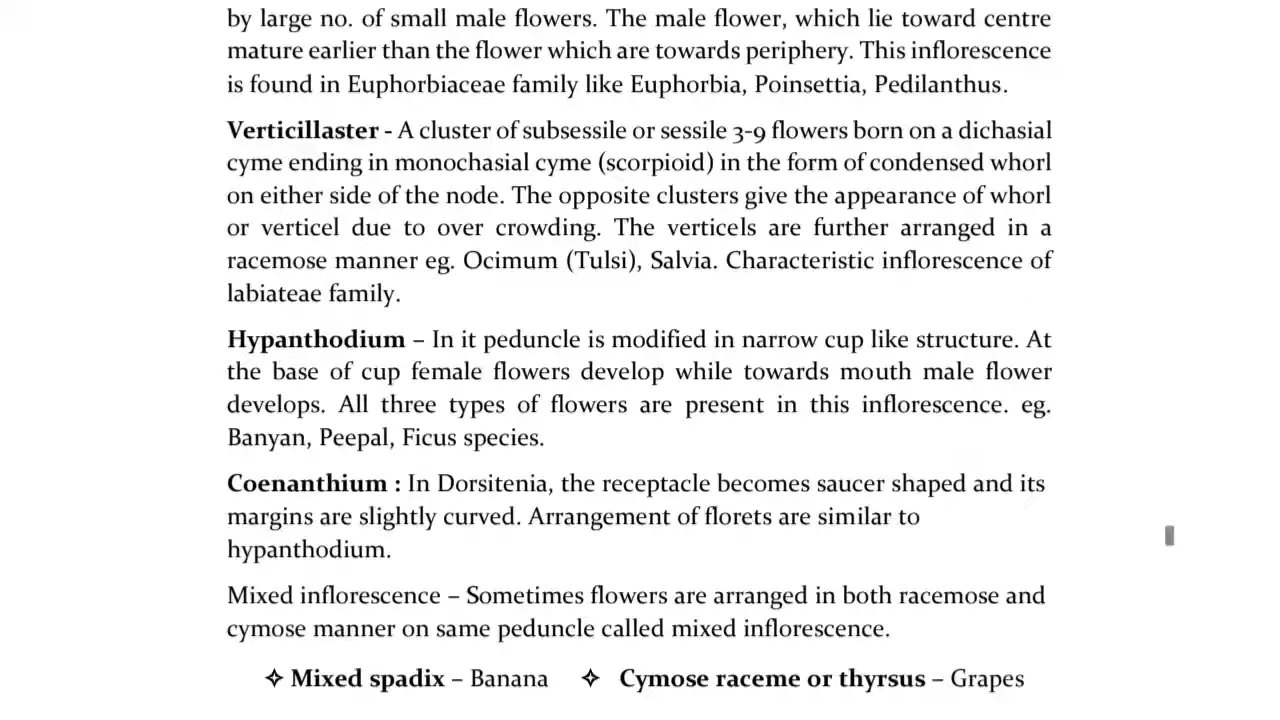 by large no. of small male flowers. The male flower, which lie toward centre
mature earlier than the flower which are towards periphery. This inflorescence
is found in Euphorbiaceae family like Euphorbia, Poinsettia, Pedilanthus.
Verticillaster - A cluster of subsessile or sessile 3-9 flowers born on a dichasial
cyme ending in monochasial cyme (scorpioid) in the form of condensed whorl
on either side of the node. The opposite clusters give the appearance of whorl
or verticel due to over crowding. The verticels are further arranged in a
racemose manner eg. Ocimum (Tulsi), Salvia. Characteristic inflorescence of
labiateae family.
Hypanthodium – In it peduncle is modified in narrow cup like structure. At
the base of cup female flowers develop while towards mouth male flower
develops. All three types of flowers are present in this inflorescence. eg.
Banyan, Peepal, Ficus species.
Coenanthium : In Dorsitenia, the receptacle becomes saucer shaped and its
margins are slightly curved. Arrangement of florets are similar to
hypanthodium.
Mixed inflorescence – Sometimes flowers are arranged in both racemose and
cymose manner on same peduncle called mixed inflorescence.
✧ Mixed spadix – Banana ✧ Cymose raceme or thyrsus – Grapes